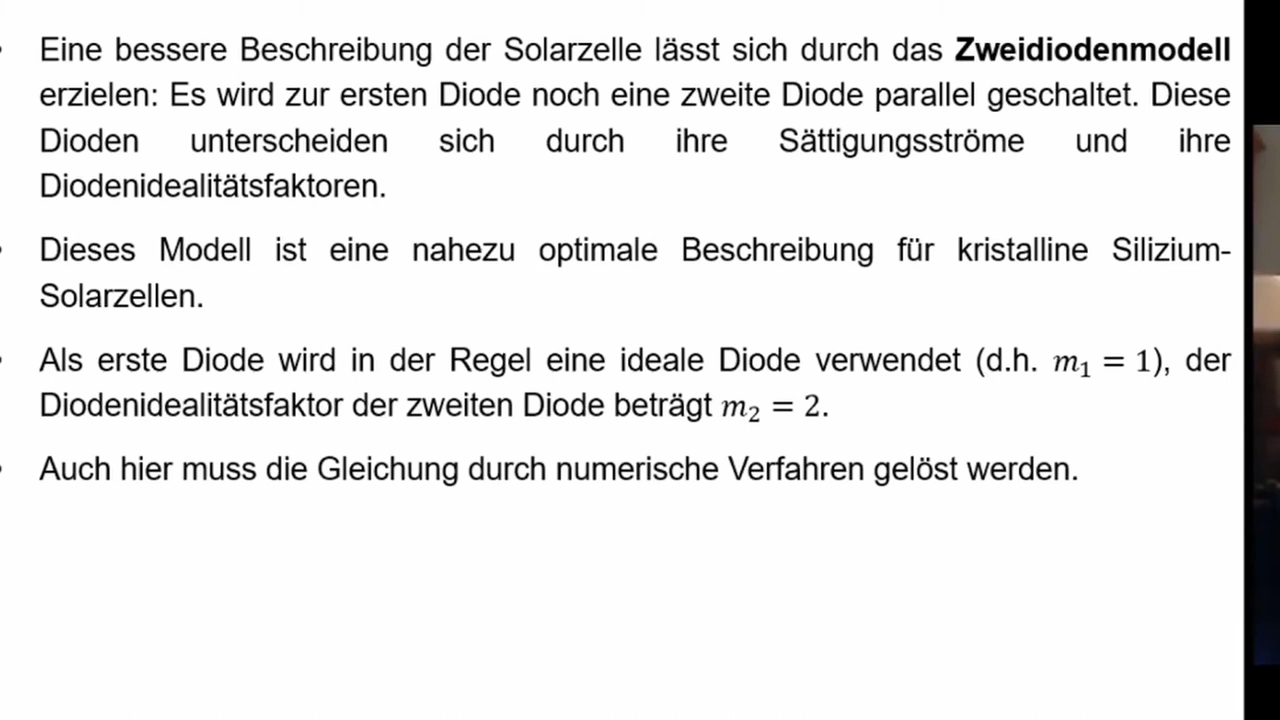 Eine bessere Beschreibung der Solarzelle lässt sich durch das Zweidiodenmodell
erzielen: Es wird zur ersten Diode noch eine zweite Diode parallel geschaltet. Diese
Dioden unterscheiden sich durch ihre Sättigungsströme und ihre
Diodenidealitätsfaktoren.
Dieses Modell ist eine nahezu optimale Beschreibung für kristalline Silizium-
Solarzellen.
Als erste Diode wird in der Regel eine ideale Diode verwendet (d.h. m₁ = 1), der
Diodenidealitätsfaktor der zweiten Diode beträgt m₂ = 2.
Auch hier muss die Gleichung durch numerische Verfahren gelöst werden.